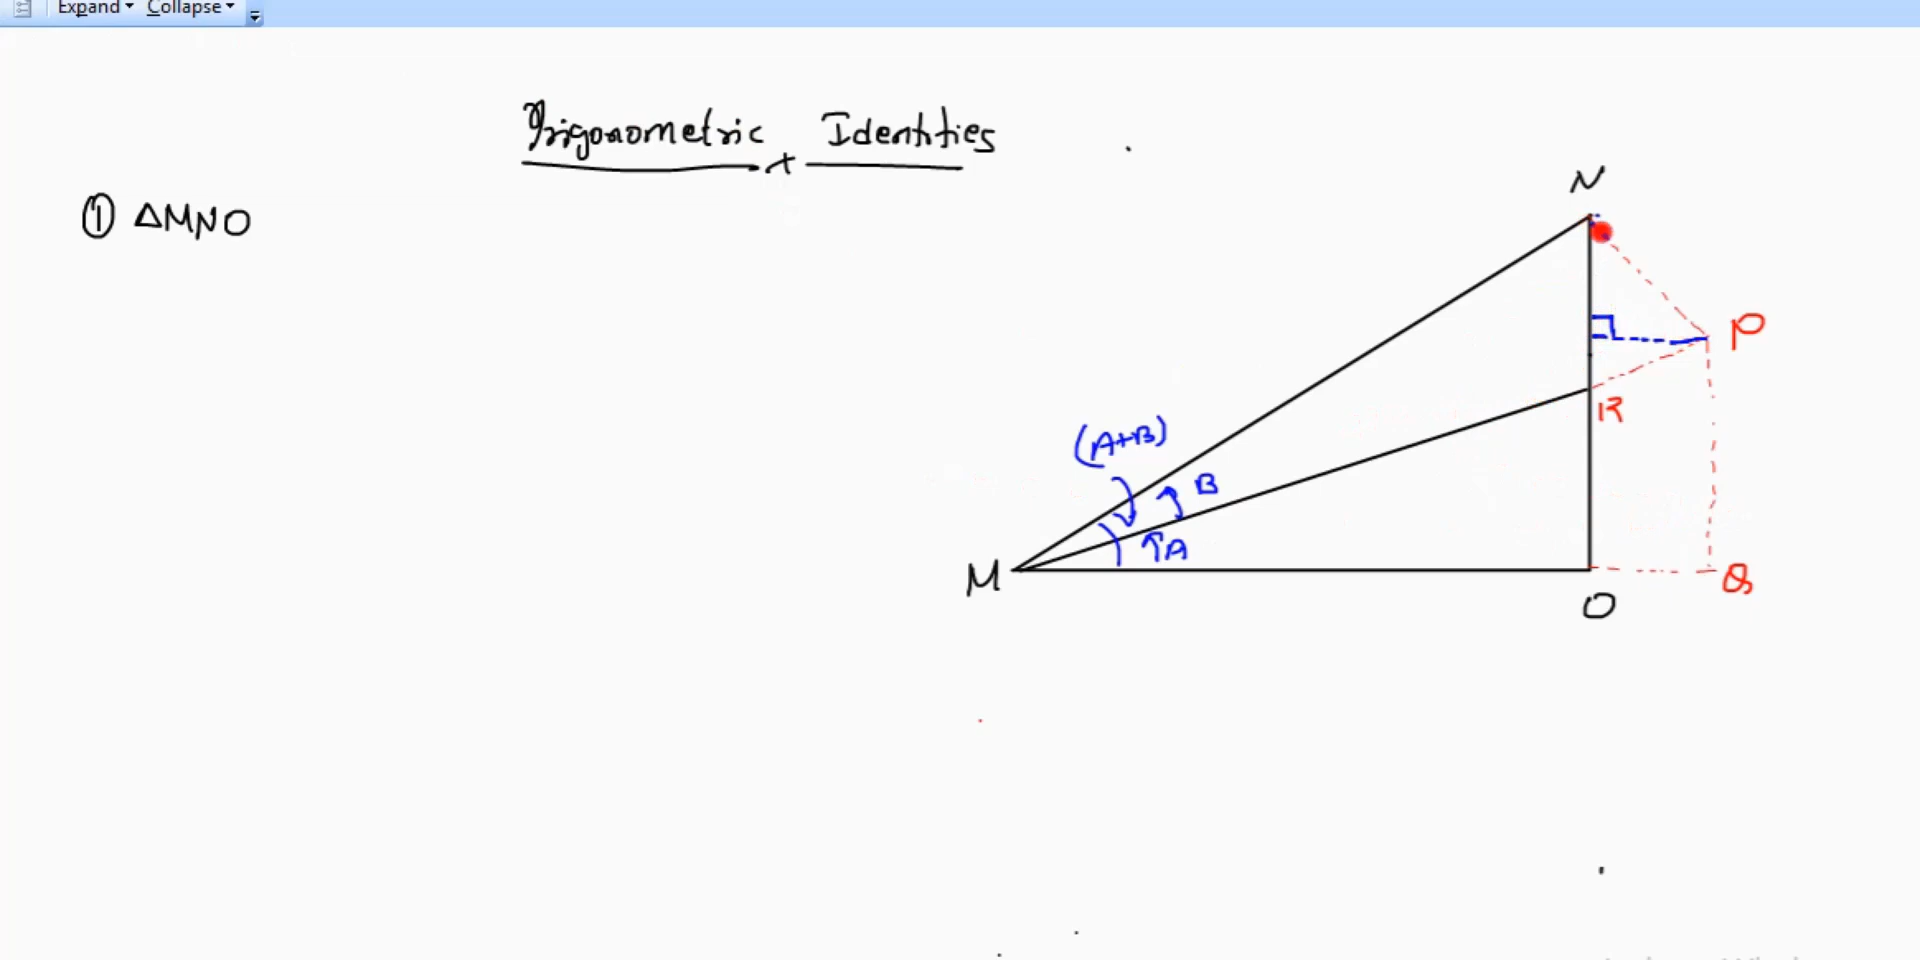 Expand Collapse
Trigonometric Identities
① ΔMNO
N
P
R
(A+B)
B
A
M
Q
O